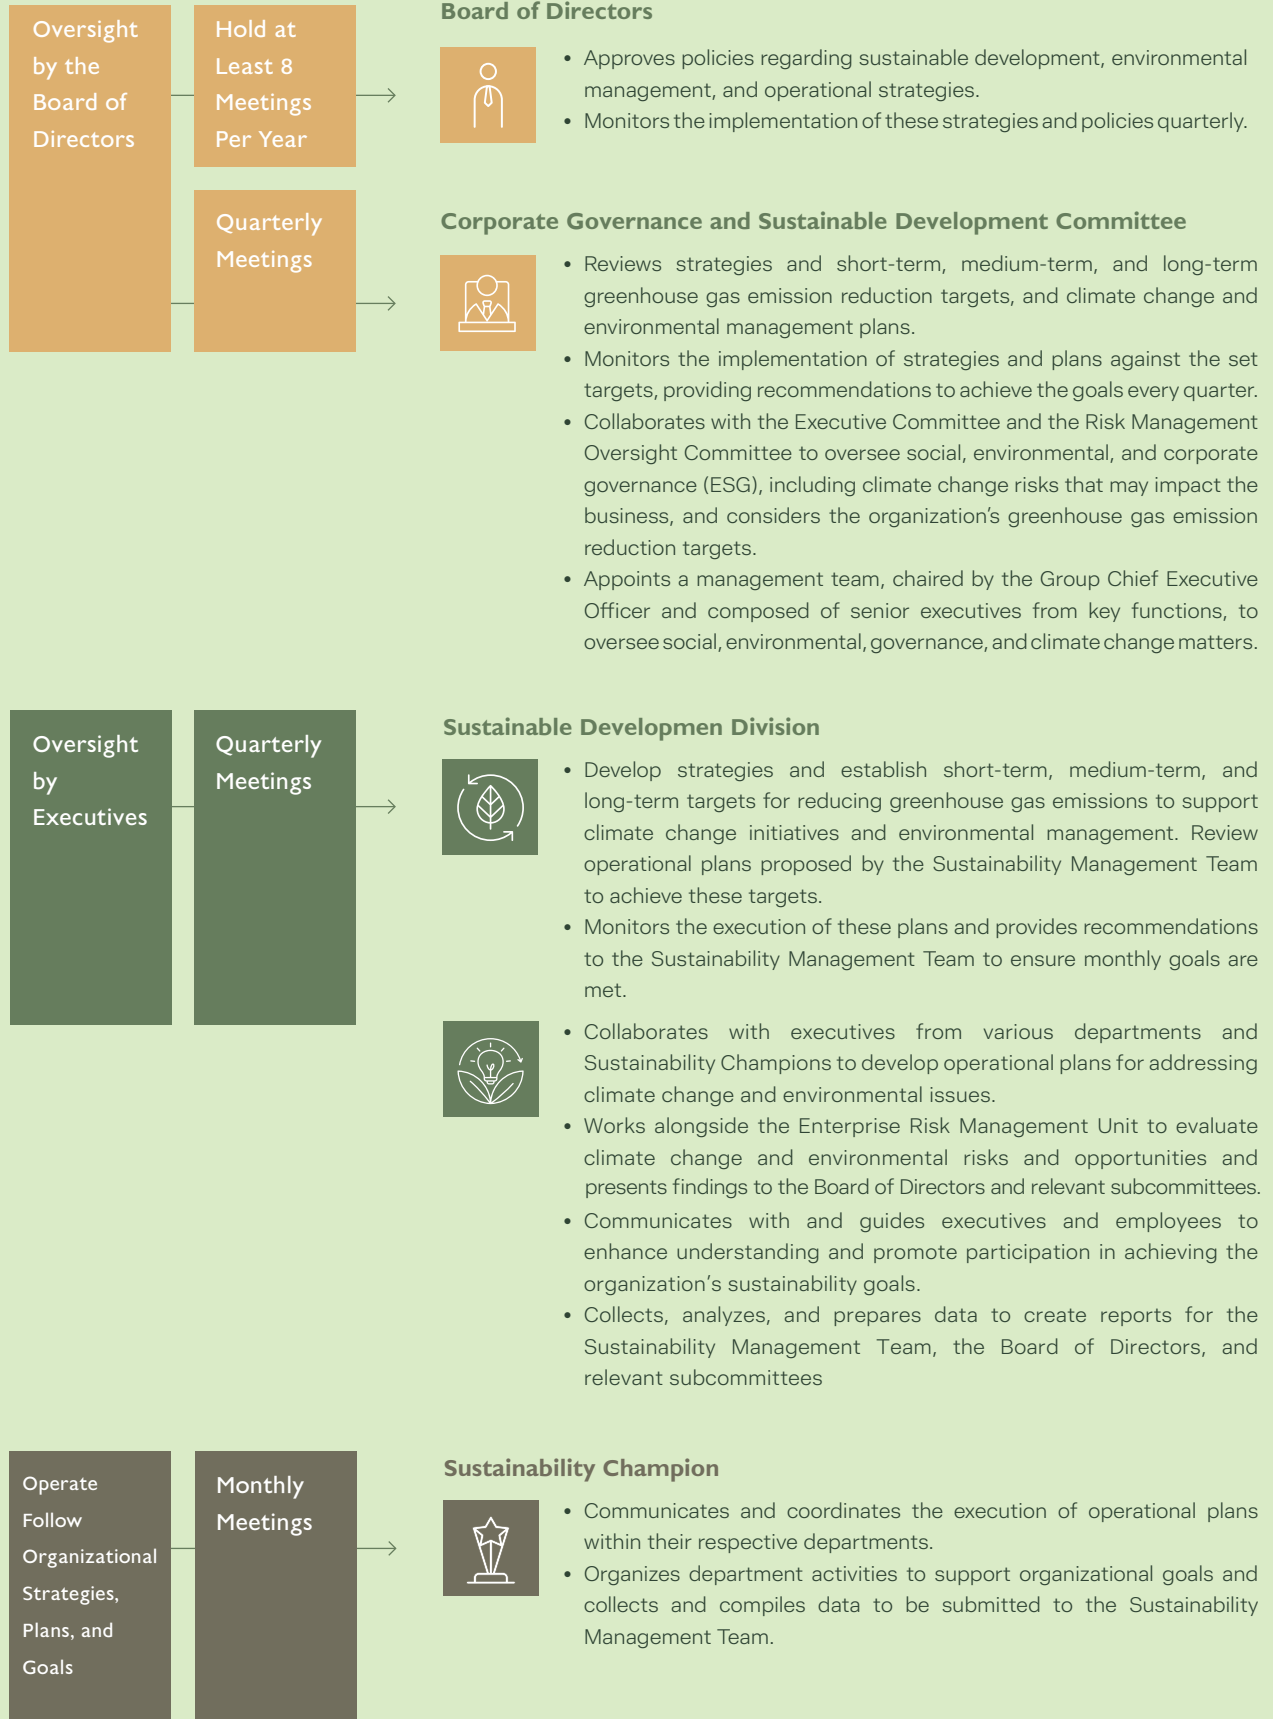 Oversight
by the
Board of
Directors
Hold at
Least 8
Meetings
Per Year
Board of Directors
• Approves policies regarding sustainable development, environmental
management, and operational strategies.
• Monitors the implementation of these strategies and policies quarterly.
Quarterly
Meetings
Corporate Governance and Sustainable Development Committee
• Reviews strategies and short-term, medium-term, and long-term
greenhouse gas emission reduction targets, and climate change and
environmental management plans.
• Monitors the implementation of strategies and plans against the set
targets, providing recommendations to achieve the goals every quarter.
• Collaborates with the Executive Committee and the Risk Management
Oversight Committee to oversee social, environmental, and corporate
governance (ESG), including climate change risks that may impact the
business, and considers the organization’s greenhouse gas emission
reduction targets.
• Appoints a management team, chaired by the Group Chief Executive
Officer and composed of senior executives from key functions, to
oversee social, environmental, governance, and climate change matters.
Oversight
by
Executives
Quarterly
Meetings
Sustainable Developmen Division
• Develop strategies and establish short-term, medium-term, and
long-term targets for reducing greenhouse gas emissions to support
climate change initiatives and environmental management. Review
operational plans proposed by the Sustainability Management Team
to achieve these targets.
• Monitors the execution of these plans and provides recommendations
to the Sustainability Management Team to ensure monthly goals are
met.
• Collaborates with executives from various departments and
Sustainability Champions to develop operational plans for addressing
climate change and environmental issues.
• Works alongside the Enterprise Risk Management Unit to evaluate
climate change and environmental risks and opportunities and
presents findings to the Board of Directors and relevant subcommittees.
• Communicates with and guides executives and employees to
enhance understanding and promote participation in achieving the
organization’s sustainability goals.
• Collects, analyzes, and prepares data to create reports for the
Sustainability Management Team, the Board of Directors, and
relevant subcommittees
Operate
Follow
Organizational
Strategies,
Plans, and
Goals
Monthly
Meetings
Sustainability Champion
• Communicates and coordinates the execution of operational plans
within their respective departments.
• Organizes department activities to support organizational goals and
collects and compiles data to be submitted to the Sustainability
Management Team.